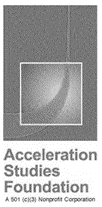 Acceleration
Studies
Foundation
A 501 (c)(3) Nonprofit Corporation